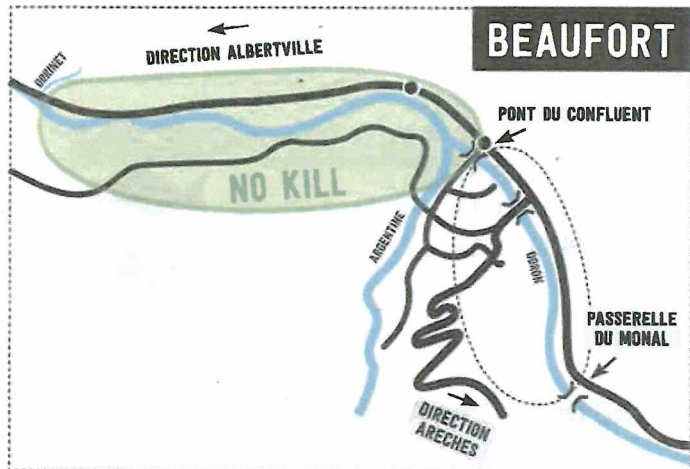 BEAUFORT
DIRECTION ALBERTVILLE
DORINET
PONT DU CONFLUENT
NO KILL
ARGENTINE
DORON
PASSERELLE
DU MONAL
DIRECTION
ARECHES